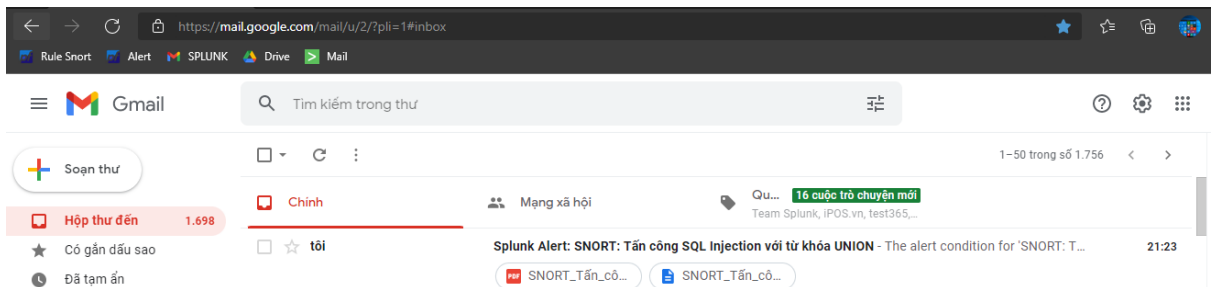 https://mail.google.com/mail/u/2/?pli=1#inbox
Rule Snort Alert SPLUNK Drive Mail
Gmail Tìm kiếm trong thư
Soạn thư 1–50 trong số 1.756
Chính Mạng xã hội Qu... 16 cuộc trò chuyện mới
Team Splunk, iPOS.vn, test365,...
Hộp thư đến 1.698
Có gắn dấu sao tôi Splunk Alert: SNORT: Tấn công SQL Injection với từ khóa UNION - The alert condition for 'SNORT: T... 21:23
Đã tạm ẩn PDF SNORT_Tấn_cô... SNORT_Tấn_cô...